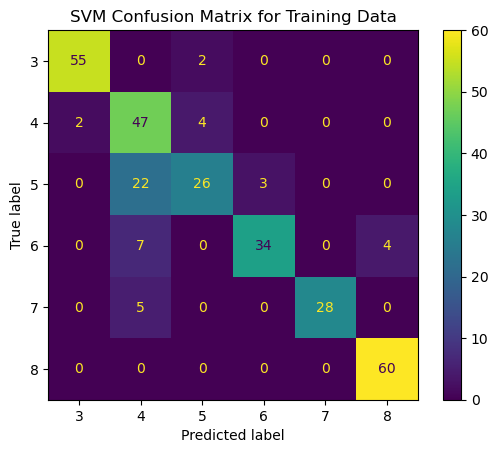 SVM Confusion Matrix for Training Data
60
3 55 0 2 0 0 0
50
4 2 47 4 0 0 0
40
5 0 22 26 3 0 0
30
True label
6 0 7 0 34 0 4
20
7 0 5 0 0 28 0
10
8 0 0 0 0 0 60
0
3 4 5 6 7 8
Predicted label